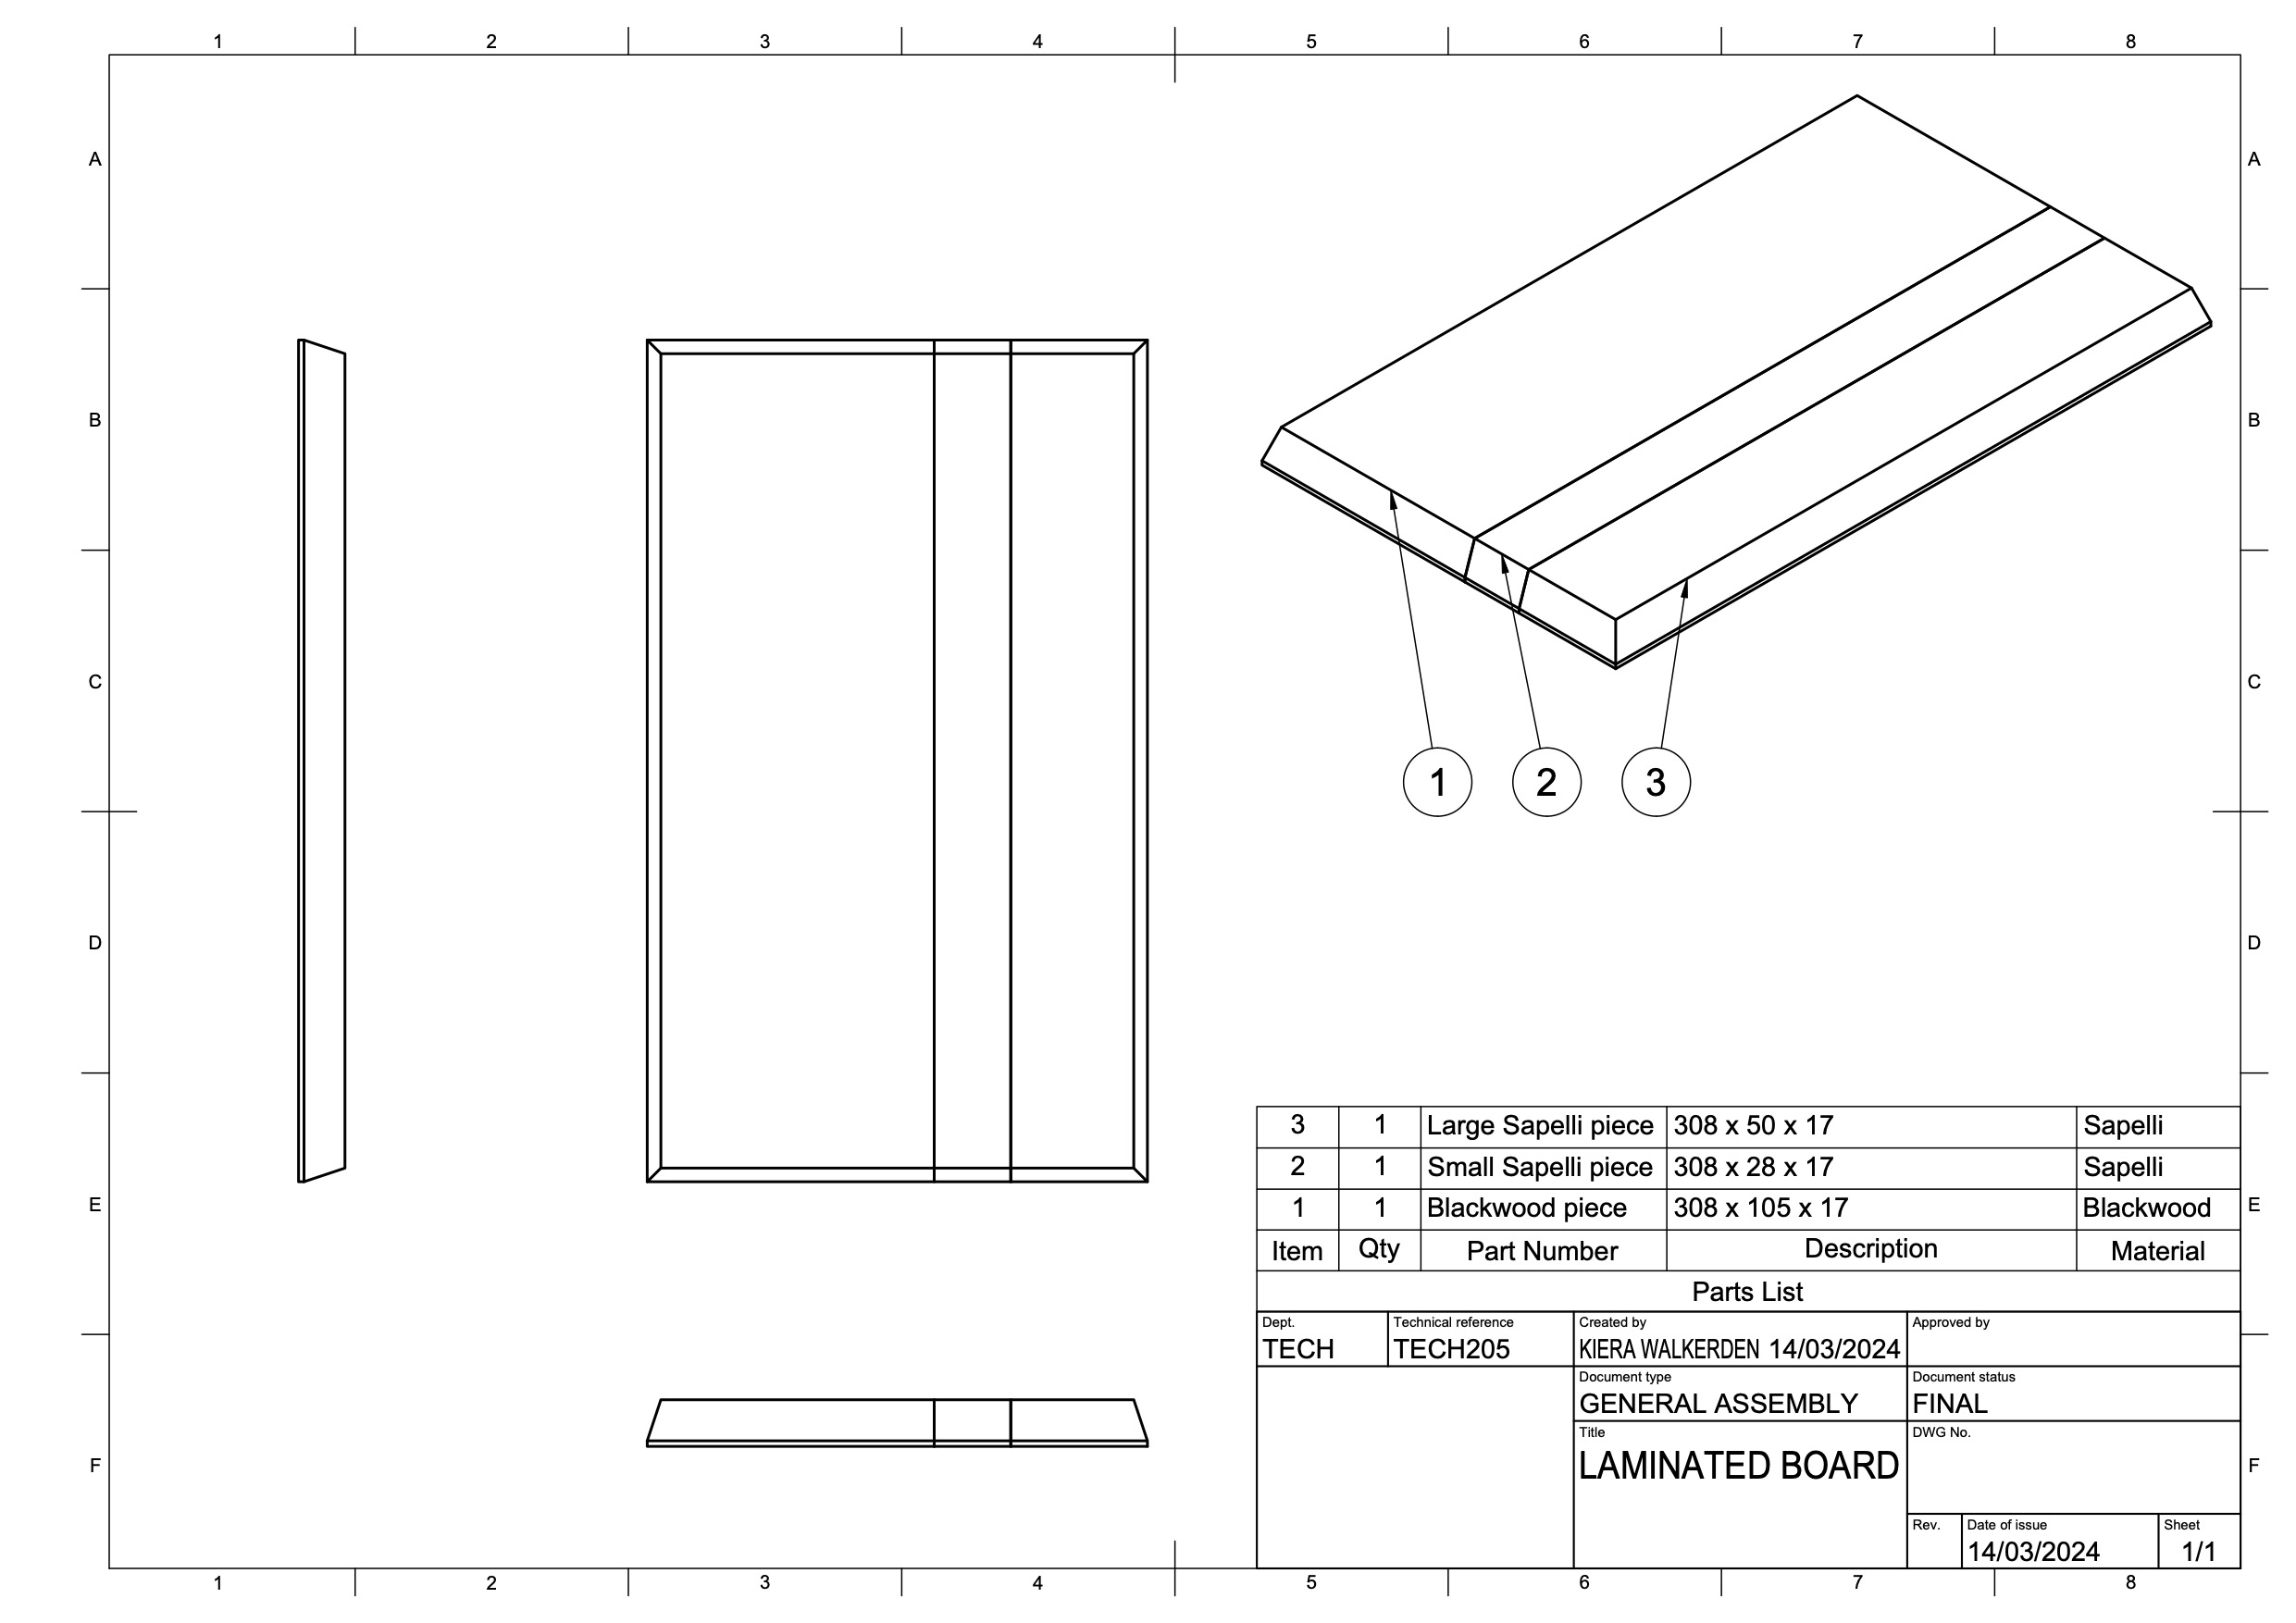 1 2 3 4 5 6 7 8
A A
B B
C C
1 2 3
D D
3 1 Large Sapelli piece 308 x 50 x 17 Sapelli
2 1 Small Sapelli piece 308 x 28 x 17 Sapelli
E 1 1 Blackwood piece 308 x 105 x 17 Blackwood E
Item Qty Part Number Description Material
Parts List
Dept. Technical reference Created by Approved by
TECH TECH205 KIERA WALKERDEN 14/03/2024
Document type Document status
GENERAL ASSEMBLY FINAL
Title DWG No.
F LAMINATED BOARD F
Rev. Date of issue Sheet
14/03/2024 1/1
1 2 3 4 5 6 7 8